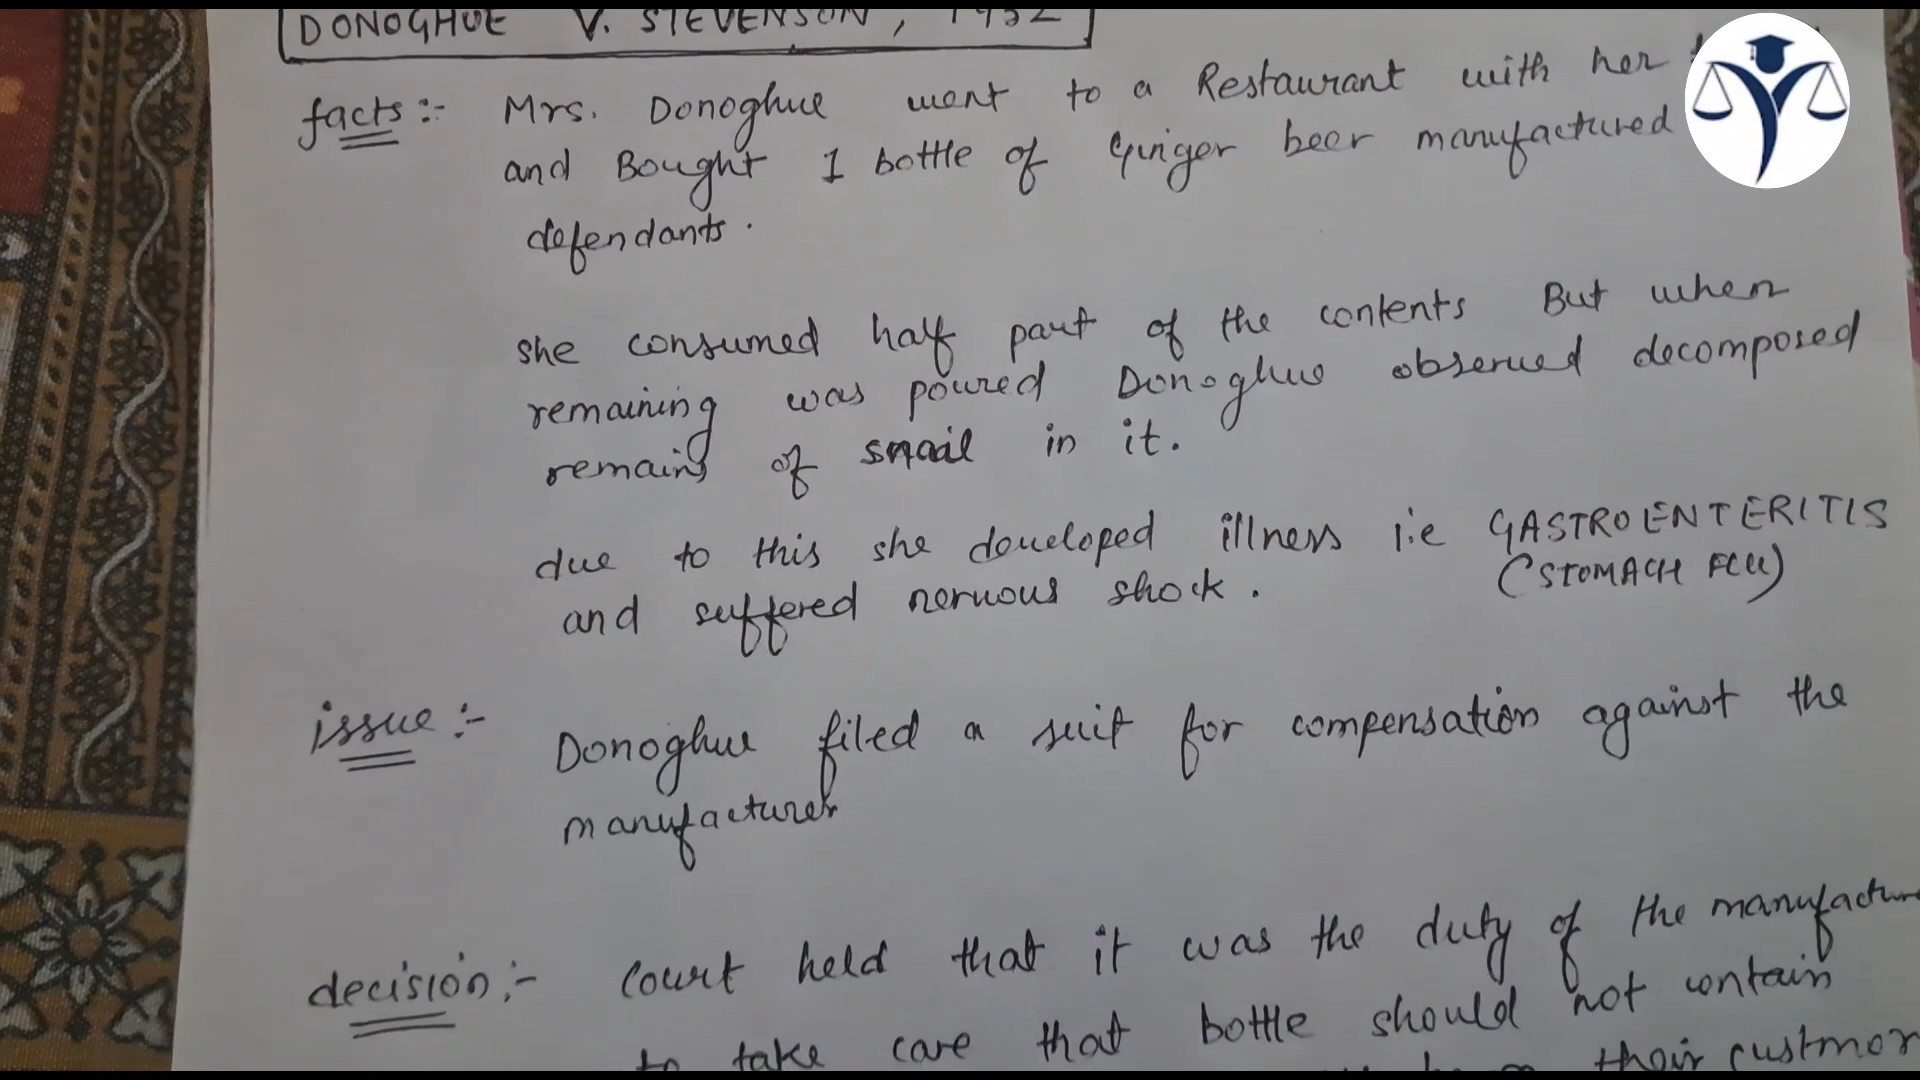 DONOGHUE V. STEVENSON, 1932
facts:- Mrs. Donoghue went to a Restaurant with her
and Bought 1 bottle of Ginger beer manufactured
defendants.
she consumed half part of the contents But when
remaining was poured Donoghue observed decomposed
remains of snail in it.
due to this she developed illness i.e GASTROENTERITIS
(STOMACH FLU)
and suffered nervous shock.
issue:- Donoghue filed a suit for compensation against the
manufacturer
decision:- Court held that it was the duty of the manufacture
to take care that bottle should not contain
their custmor